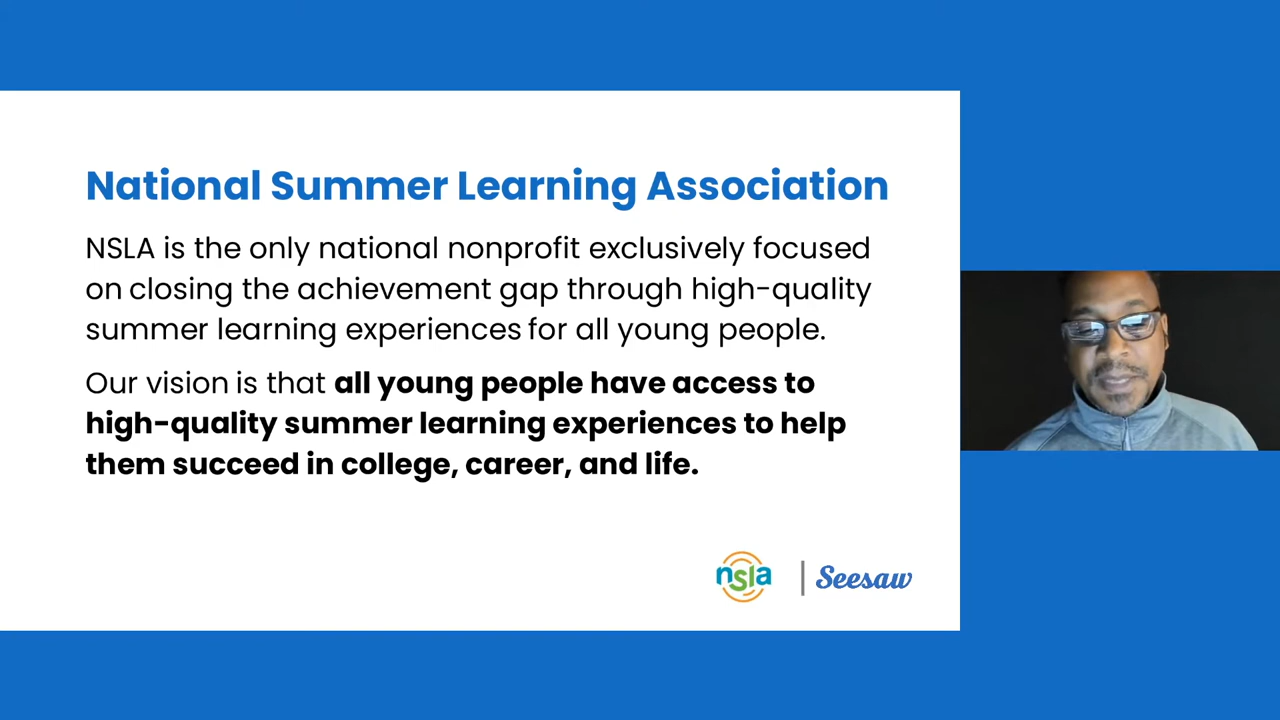 National Summer Learning Association
NSLA is the only national nonprofit exclusively focused
on closing the achievement gap through high-quality
summer learning experiences for all young people.
Our vision is that all young people have access to
high-quality summer learning experiences to help
them succeed in college, career, and life.
nsla | Seesaw